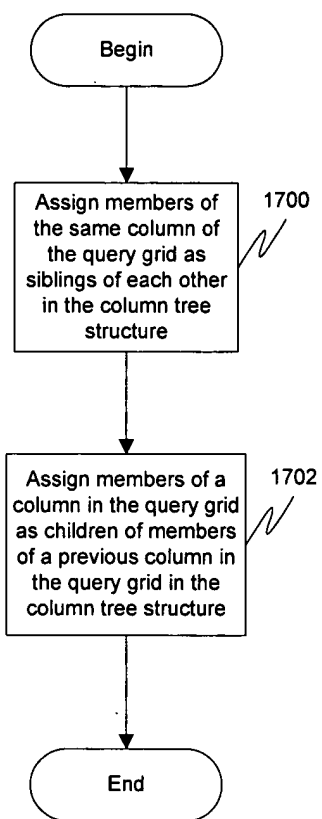 Begin
Assign members of
the same column of
the query grid as
siblings of each other
in the column tree
structure
1700
Assign members of a
column in the query grid
as children of members
of a previous column in
the query grid in the
column tree structure
1702
End